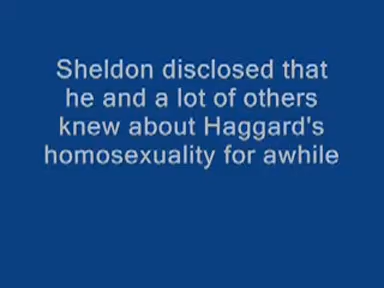 Sheldon disclosed that
he and a lot of others
knew about Haggard's
homosexuality for awhile